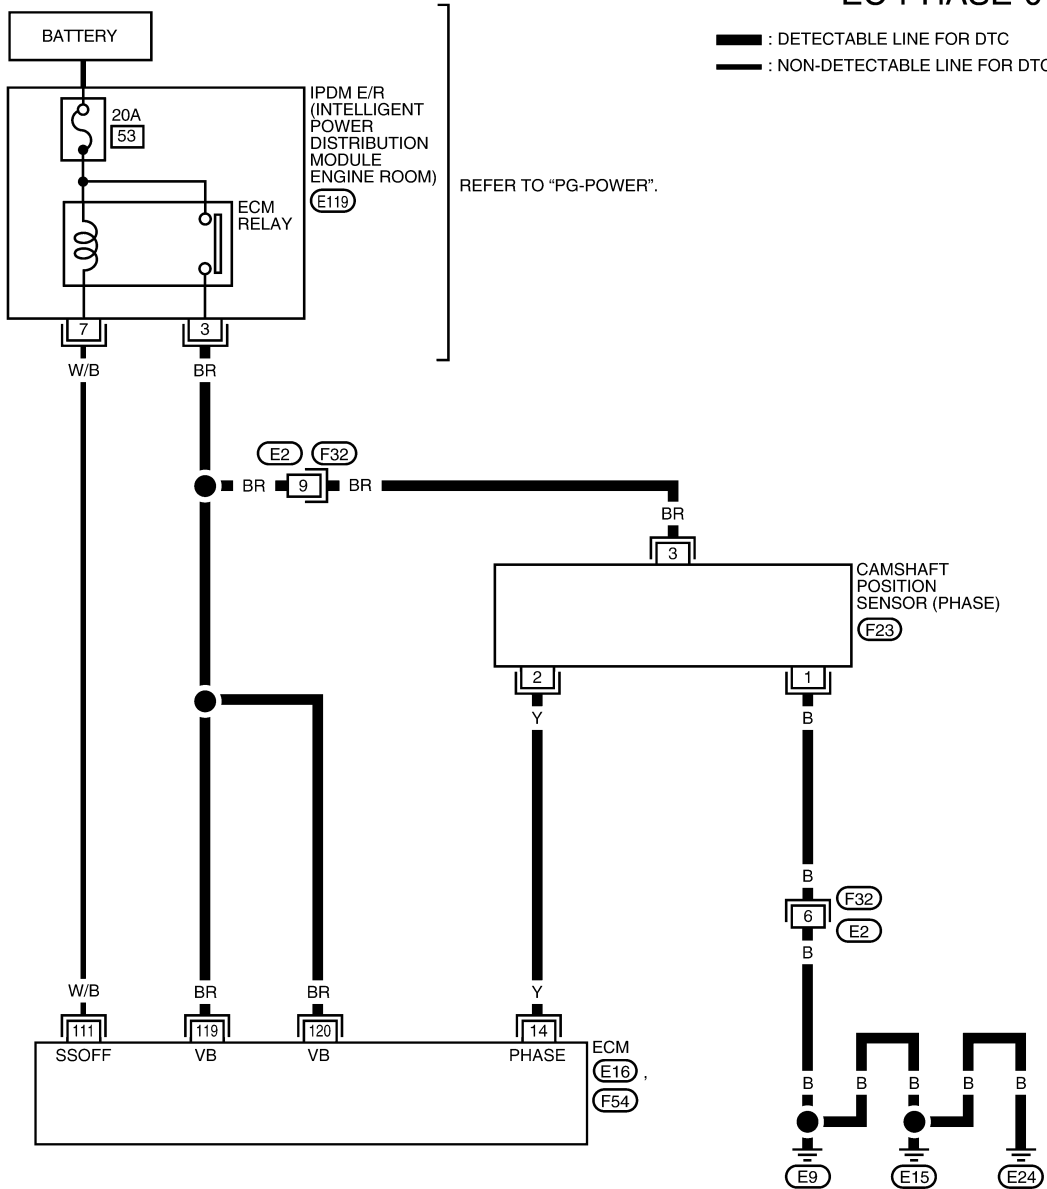 BATTERY
: DETECTABLE LINE FOR DTC
: NON-DETECTABLE LINE FOR DTC
20A
53
IPDM E/R
(INTELLIGENT
POWER
DISTRIBUTION
MODULE
ENGINE ROOM)
E119
REFER TO “PG-POWER”.
ECM
RELAY
7
3
W/B
BR
E2
F32
BR
9
BR
BR
3
CAMSHAFT
POSITION
SENSOR (PHASE)
F23
2
1
Y
B
B
6
F32
E2
B
W/B
BR
BR
Y
111
119
120
14
SSOFF
VB
VB
PHASE
ECM
E16 ,
F54
B
B
B
B
B
E9
E15
E24